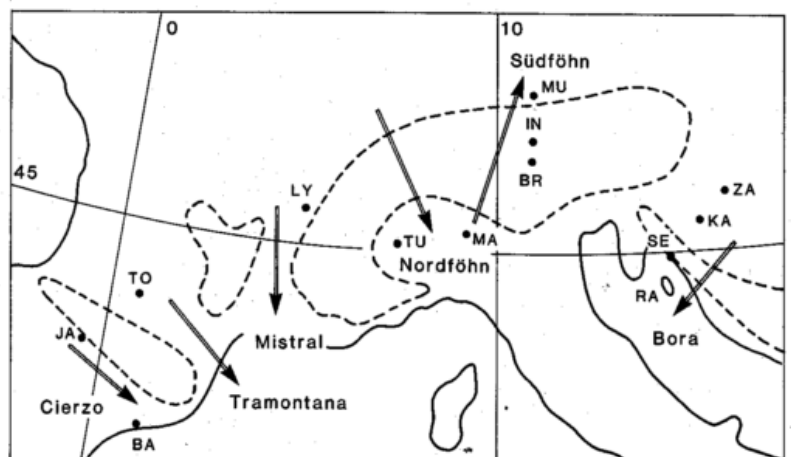 0
10
Südföhn
MU
IN
BR
45
LY
ZA
KA
TU
MA
SE
Nordföhn
TO
RA
JA
Mistral
Bora
Cierzo
Tramontana
BA